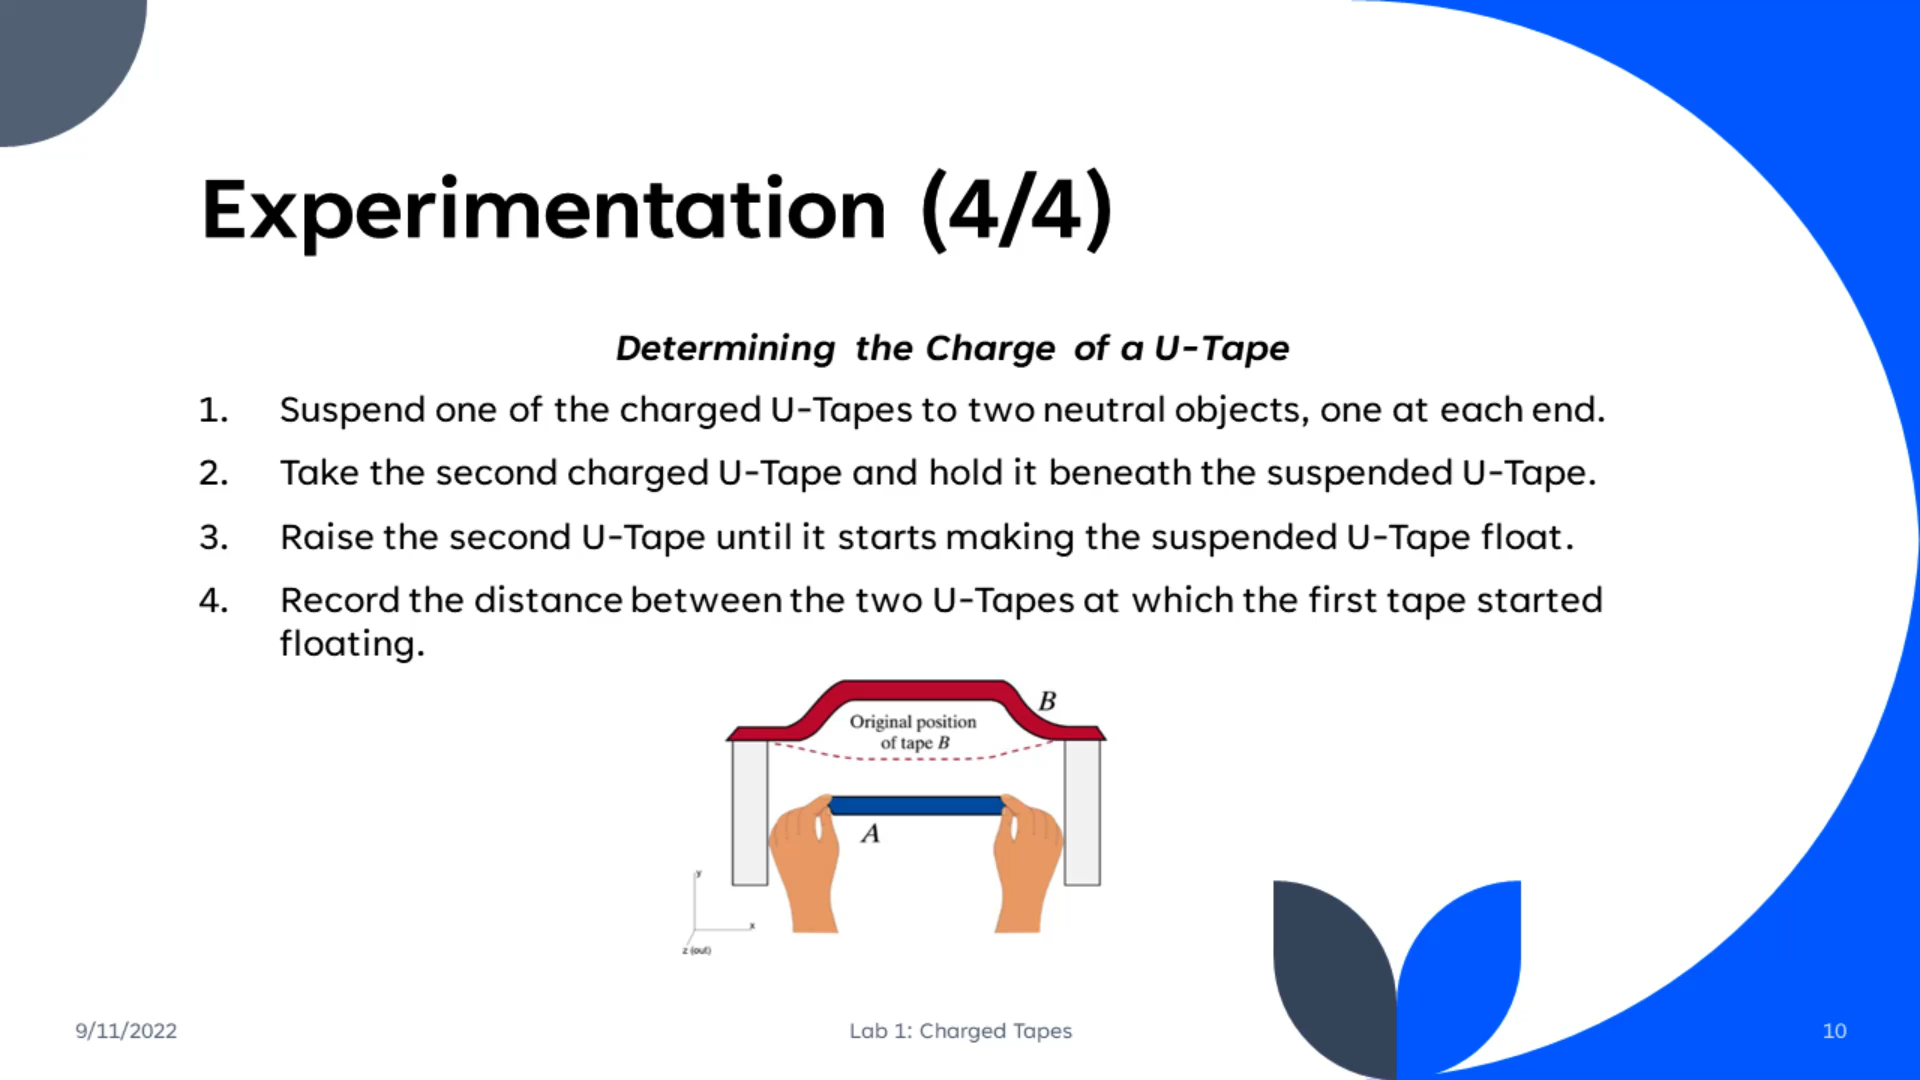 Experimentation (4/4)
Determining the Charge of a U-Tape
1. Suspend one of the charged U-Tapes to two neutral objects, one at each end.
2. Take the second charged U-Tape and hold it beneath the suspended U-Tape.
3. Raise the second U-Tape until it starts making the suspended U-Tape float.
4. Record the distance between the two U-Tapes at which the first tape started
floating.
B
Original position
of tape B
A
y
x
z (out)
9/11/2022
Lab 1: Charged Tapes
10